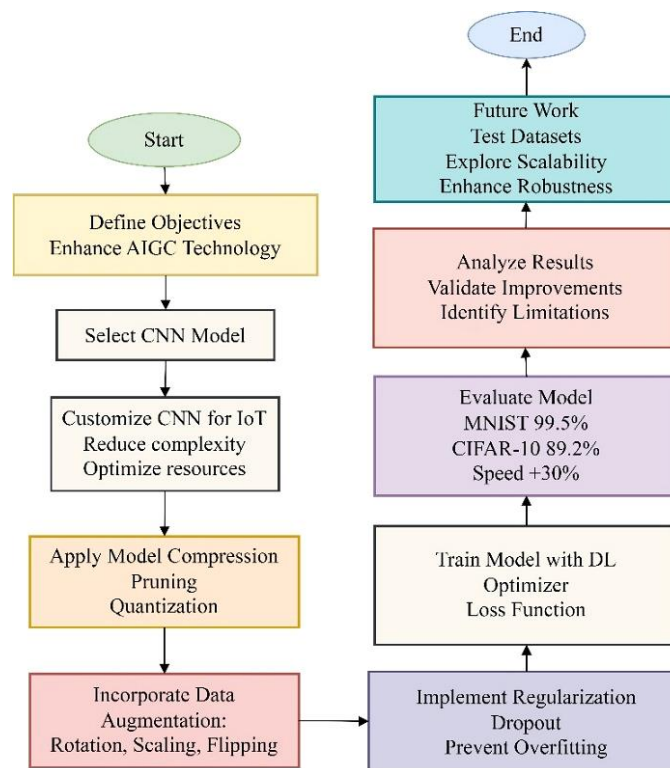 Start
Define Objectives
Enhance AIGC Technology
Select CNN Model
Customize CNN for IoT
Reduce complexity
Optimize resources
Apply Model Compression
Pruning
Quantization
Incorporate Data
Augmentation:
Rotation, Scaling, Flipping
Implement Regularization
Dropout
Prevent Overfitting
Train Model with DL
Optimizer
Loss Function
Evaluate Model
MNIST 99.5%
CIFAR-10 89.2%
Speed +30%
Analyze Results
Validate Improvements
Identify Limitations
Future Work
Test Datasets
Explore Scalability
Enhance Robustness
End